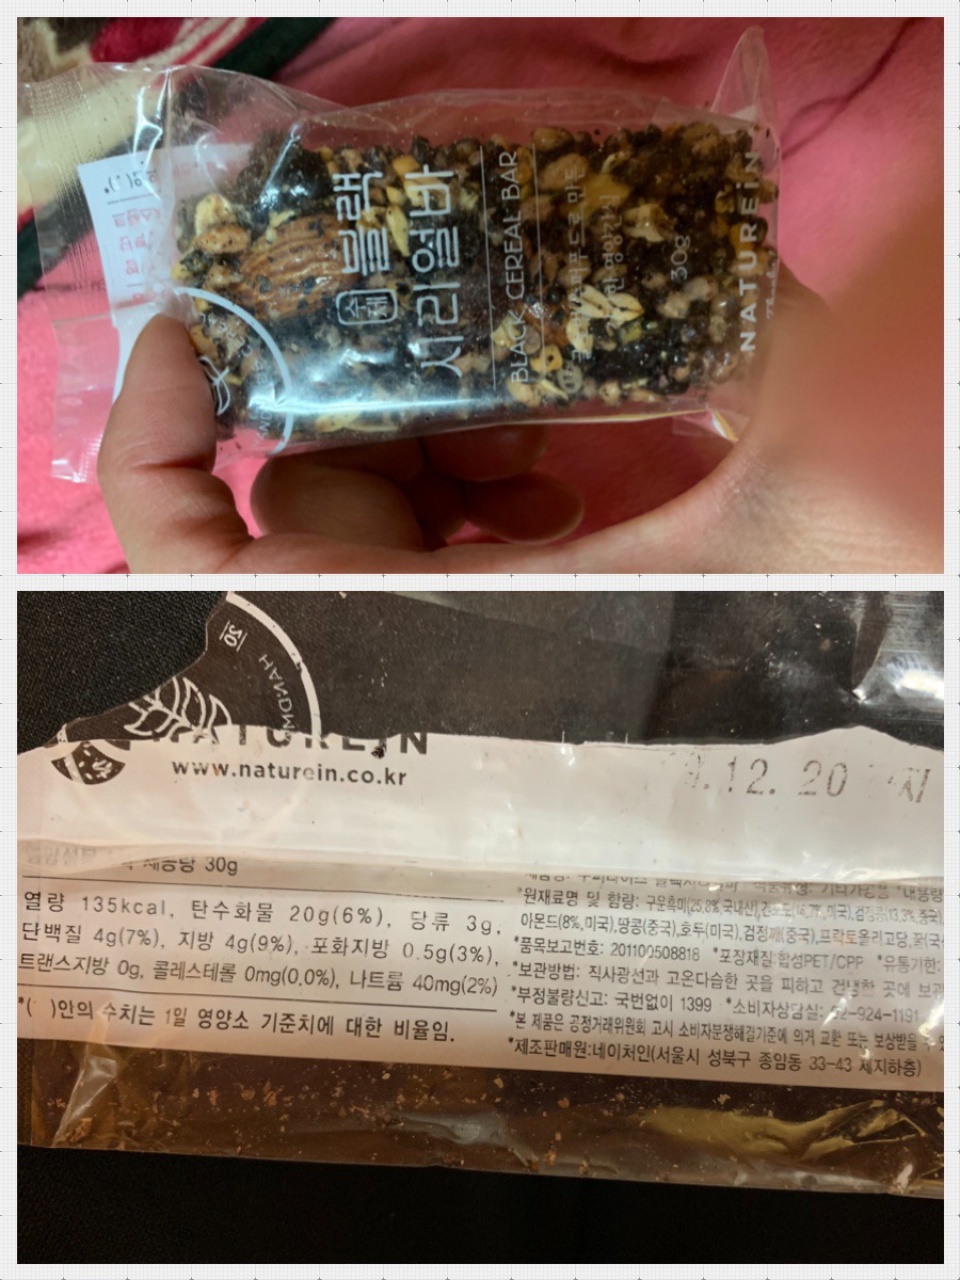 수제
블랙
시리얼바
BLACK CEREAL BAR
30g
NATUREiN
NATUREIN
www.naturein.co.kr
.12. 20
30g
열량 135kcal, 탄수화물 20g(6%), 당류 3g,
단백질 4g(7%), 지방 4g(9%), 포화지방 0.5g(3%),
트랜스지방 0g, 콜레스테롤 0mg(0.0%), 나트륨 40mg(2%)
*( )안의 수치는 1일 영양소 기준치에 대한 비율임.
*원재료명 및 함량: 구운흑미(25.8%,국내산),
아몬드(8%,미국),땅콩(중국),호두(미국),검정깨(중국),프락토올리고당,
*품목보고번호: 201100508818 *포장재질:합성PET/CPP *유통기한:
*보관방법: 직사광선과 고온다습한 곳을 피하고 건냉한 곳에
*부정불량신고: 국번없이 1399 *소비자상담실:
*본 제품은 공정거래위원회 고시 소비자분쟁해결기준에 의거 교환 또는 보상받을 수
*제조판매원:네이처인(서울시 성북구 종암동 33-43 제지하층)